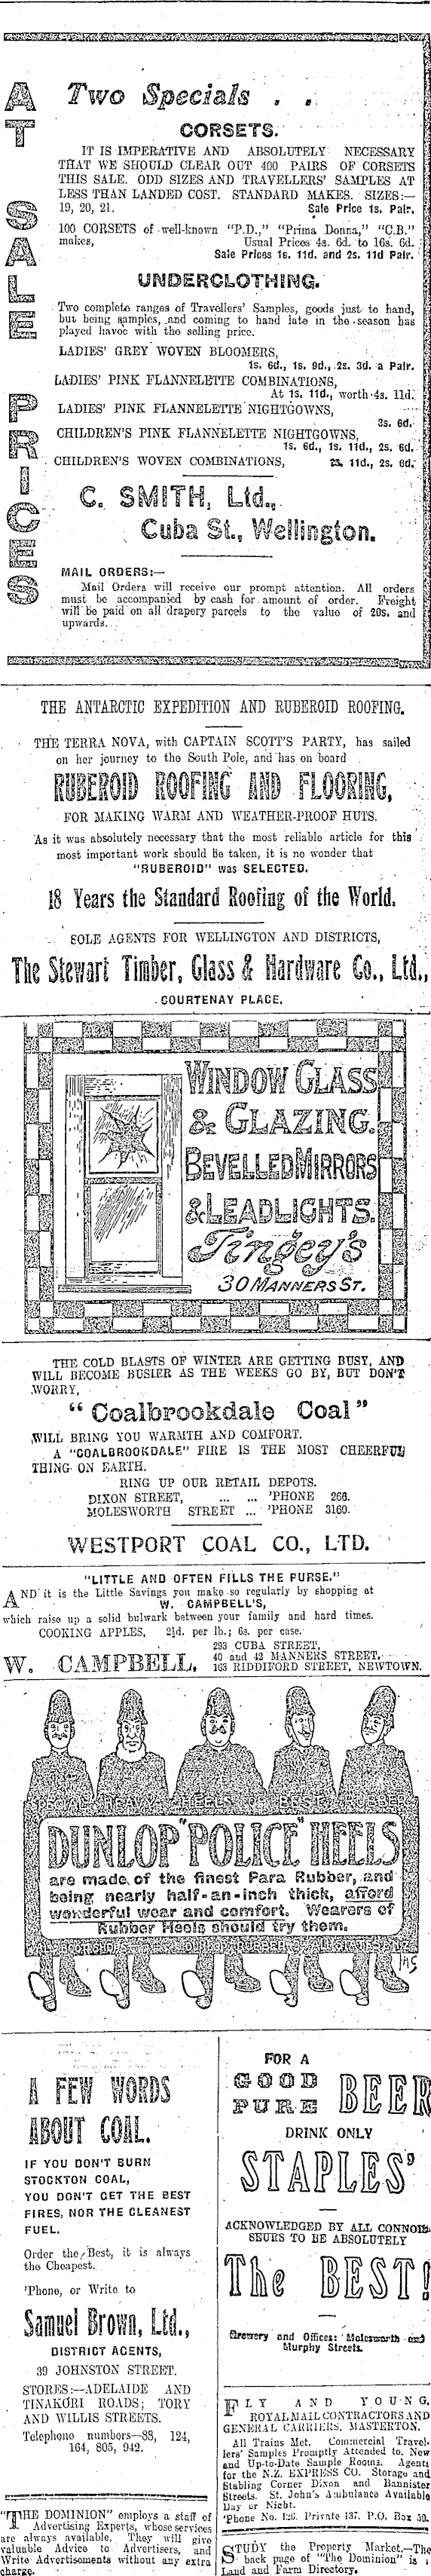 AT SALE PRICES
Two Specials . .
CORSETS.
IT IS IMPERATIVE AND ABSOLUTELY NECESSARY
THAT WE SHOULD CLEAR OUT 400 PAIRS OF CORSETS
THIS SALE. ODD SIZES AND TRAVELLERS' SAMPLES AT
LESS THAN LANDED COST. STANDARD MAKES. SIZES:—
19, 20, 21. Sale Price 1s. Pair.
100 CORSETS of well-known "P.D.," "Prima Donna," "C.B."
makes, Usual Prices 4s. 6d. to 16s. 6d.
Sale Prices 1s. 11d. and 2s. 11d Pair.
UNDERCLOTHING.
Two complete ranges of Travellers' Samples, goods just to hand,
but being samples, and coming to hand late in the season has
played havoc with the selling price.
LADIES' GREY WOVEN BLOOMERS,
1s. 6d., 1s. 9d., 2s. 3d. a Pair.
LADIES' PINK FLANNELETTE COMBINATIONS,
At 1s. 11d., worth 4s. 11d.
LADIES' PINK FLANNELETTE NIGHTGOWNS,
3s. 6d.
CHILDREN'S PINK FLANNELETTE NIGHTGOWNS,
1s. 6d., 1s. 11d., 2s. 6d.
CHILDREN'S WOVEN COMBINATIONS, 11d., 2s. 6d.
C. SMITH, Ltd.,
Cuba St., Wellington.
MAIL ORDERS:—
Mail Orders will receive our prompt attention. All orders
must be accompanied by cash for amount of order. Freight
will be paid on all drapery parcels to the value of 20s. and
upwards.
THE ANTARCTIC EXPEDITION AND RUBEROID ROOFING.
THE TERRA NOVA, with CAPTAIN SCOTT'S PARTY, has sailed
on her journey to the South Pole, and has on board
RUBEROID ROOFING AND FLOORING,
FOR MAKING WARM AND WEATHER-PROOF HUTS.
As it was absolutely necessary that the most reliable article for this
most important work should be taken, it is no wonder that
"RUBEROID" was SELECTED.
18 Years the Standard Roofing of the World.
SOLE AGENTS FOR WELLINGTON AND DISTRICTS,
The Stewart Timber, Glass & Hardware Co., Ltd.,
COURTENAY PLACE.
WINDOW GLASS
& GLAZING.
BEVELLED MIRRORS
& LEADLIGHTS.
Tingey's
30 MANNERS ST.
THE COLD BLASTS OF WINTER ARE GETTING BUSY, AND
WILL BECOME BUSIER AS THE WEEKS GO BY, BUT DON'T
WORRY,
"Coalbrookdale Coal"
WILL BRING YOU WARMTH AND COMFORT.
A "COALBROOKDALE" FIRE IS THE MOST CHEERFUL
THING ON EARTH.
RING UP OUR RETAIL DEPOTS.
DIXON STREET, ... ... 'PHONE 266.
MOLESWORTH STREET ... 'PHONE 3160.
WESTPORT COAL CO., LTD.
"LITTLE AND OFTEN FILLS THE PURSE."
AND it is the Little Savings you make so regularly by shopping at
W. CAMPBELL'S,
which raise up a solid bulwark between your family and hard times.
COOKING APPLES, 2½d. per lb.; 6s. per case.
293 CUBA STREET,
W. CAMPBELL, 40 and 42 MANNERS STREET,
163 RIDDIFORD STREET, NEWTOWN.
HEAVY HEELS OF BEST RUBBER
DUNLOP "POLICE" HEELS
are made of the finest Para Rubber, and
being nearly half-an-inch thick, afford
wonderful wear and comfort. Wearers of
Rubber Heels should try them.
A FEW WORDS
ABOUT COAL.
IF YOU DON'T BURN
STOCKTON COAL,
YOU DON'T GET THE BEST
FIRES, NOR THE CLEANEST
FUEL.
Order the Best, it is always
the Cheapest.
'Phone, or Write to
Samuel Brown, Ltd.,
DISTRICT AGENTS,
39 JOHNSTON STREET.
STORES:—ADELAIDE AND
TINAKORI ROADS; TORY
AND WILLIS STREETS.
Telephone numbers—88, 124,
164, 805, 942.
"THE DOMINION" employs a staff of
Advertising Experts, whose services
are always available. They will give
valuable Advice to Advertisers, and
Write Advertisements without any extra
charge.
FOR A
GOOD PURE BEER
DRINK ONLY
STAPLES'
ACKNOWLEDGED BY ALL CONNOIS-
SEURS TO BE ABSOLUTELY
The BEST!
Brewery and Offices: Molesworth and
Murphy Streets.
FLY AND YOUNG,
ROYAL MAIL CONTRACTORS AND
GENERAL CARRIERS, MASTERTON.
All Trains Met. Commercial Travel-
lers' Samples Promptly Attended to. New
and Up-to-Date Sample Rooms. Agents
for the N.Z. EXPRESS CO. Storage and
Stabling Corner Dixon and Bannister
Streets. St. John's Ambulance Available
Day or Night.
'Phone No. 126. Private 137. P.O. Box 30.
STUDY the Property Market.—The
back page of "The Dominion" is a
Land and Farm Directory.